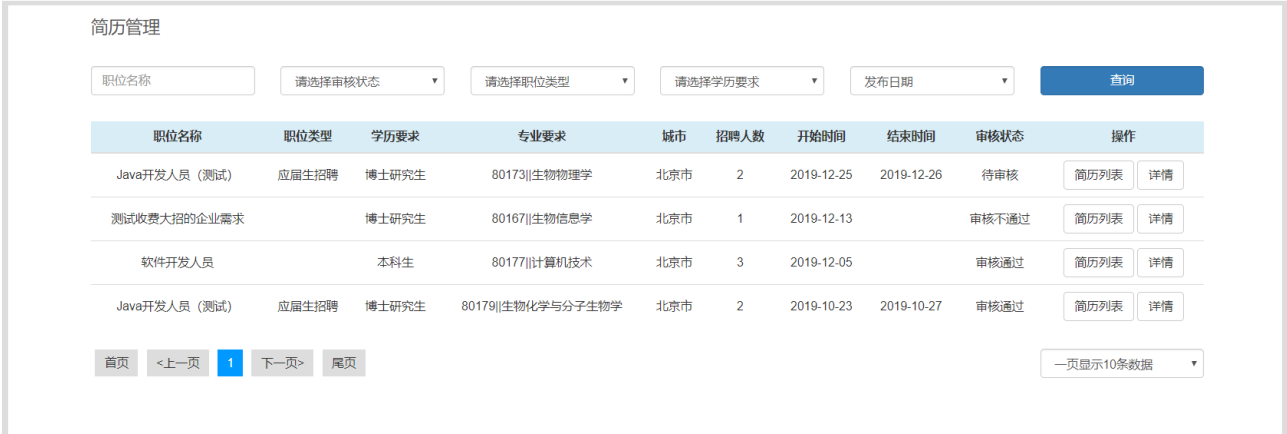 简历管理
职位名称 请选择审核状态 请选择职位类型 请选择学历要求 发布日期 查询
职位名称 职位类型 学历要求 专业要求 城市 招聘人数 开始时间 结束时间 审核状态 操作
Java开发人员（测试） 应届生招聘 博士研究生 80173||生物物理学 北京市 2 2019-12-25 2019-12-26 待审核 简历列表 详情
测试收费大招的企业需求 博士研究生 80167||生物信息学 北京市 1 2019-12-13 审核不通过 简历列表 详情
软件开发人员 本科生 80177||计算机技术 北京市 3 2019-12-05 审核通过 简历列表 详情
Java开发人员（测试） 应届生招聘 博士研究生 80179||生物化学与分子生物学 北京市 2 2019-10-23 2019-10-27 审核通过 简历列表 详情
首页 <上一页 1 下一页> 尾页 一页显示10条数据